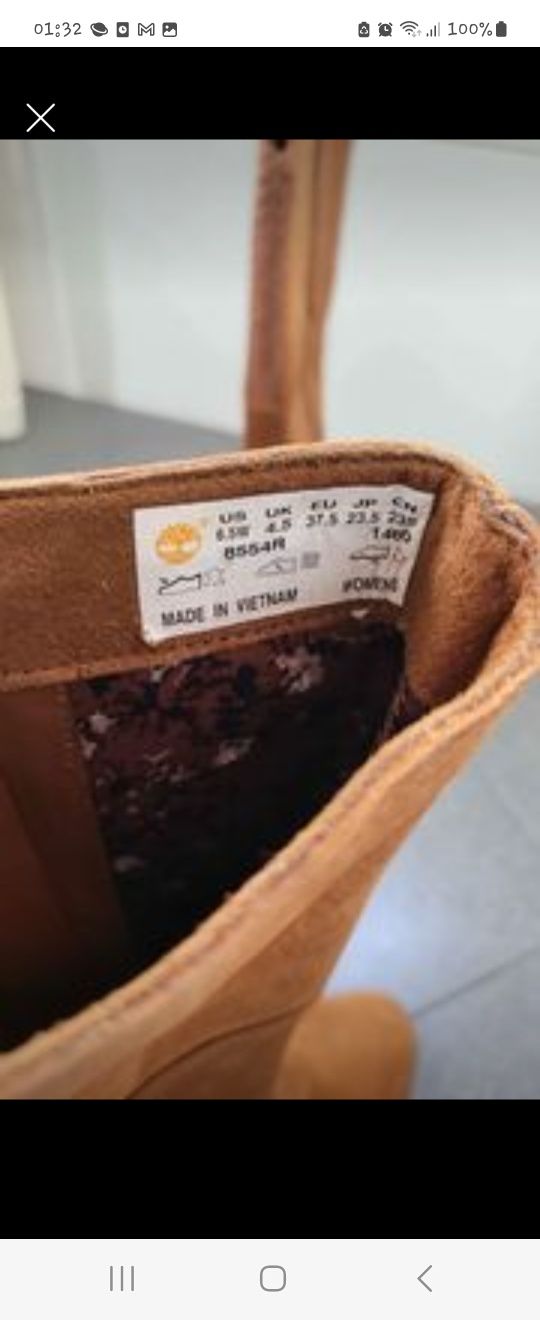 01:32
100%
US UK EU JP CN
6.5W 4.5 37.5 23.5
8554R
MADE IN VIETNAM
WOMENS